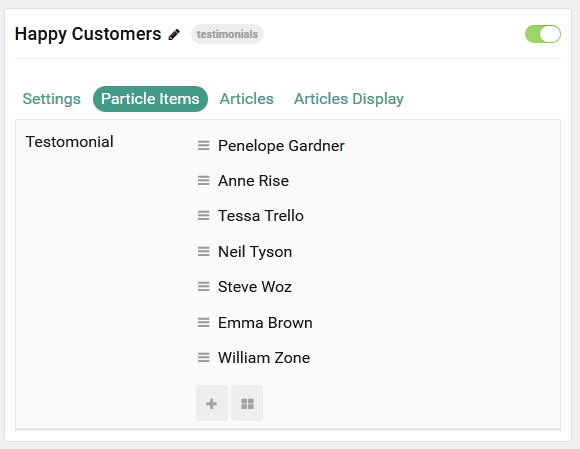 Happy Customers testimonials
Settings Particle Items Articles Articles Display
Testomonial
Penelope Gardner
Anne Rise
Tessa Trello
Neil Tyson
Steve Woz
Emma Brown
William Zone